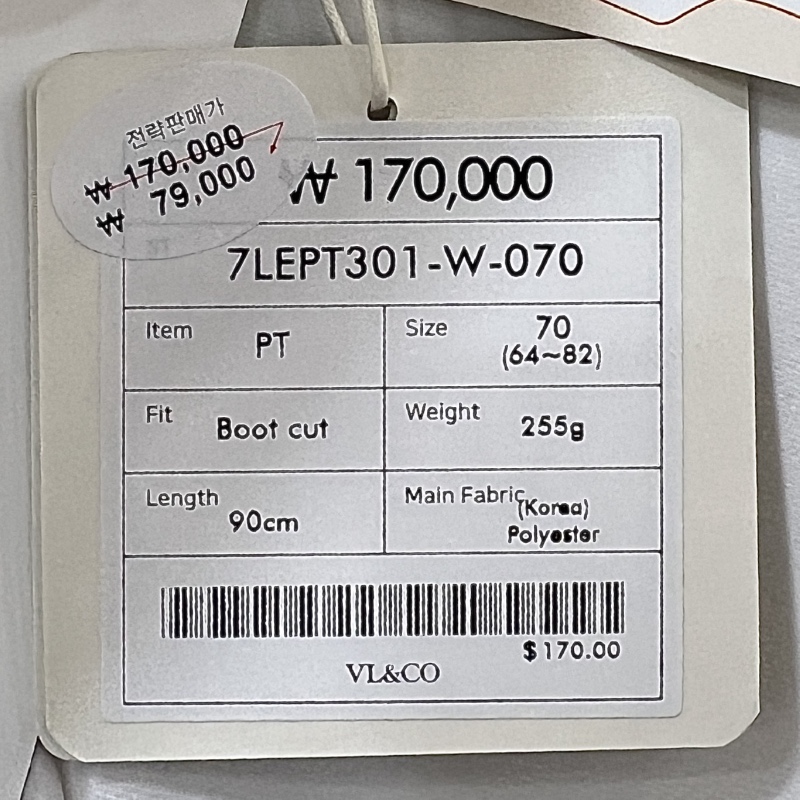 전략판매가
₩ 170,000
₩ 79,000
₩ 170,000
7LEPT301-W-070
Item PT
Size 70
(64~82)
Fit Boot cut
Weight 255g
Length 90cm
Main Fabric (Korea)
Polyester
$170.00
VL&CO